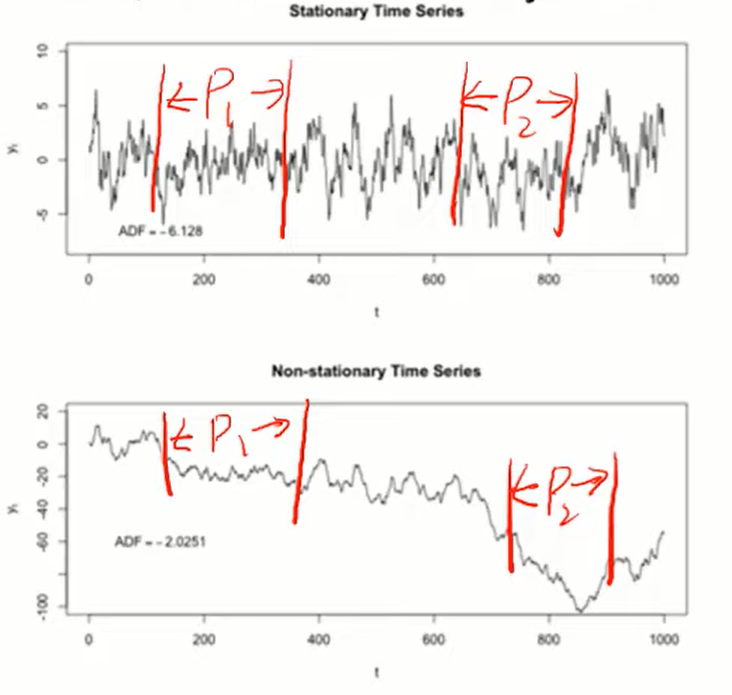 Stationary Time Series
10
5
0
-5
yₜ
← P₁ →
← P₂ →
ADF = - 6.128
0 200 400 600 800 1000
t
Non-stationary Time Series
20
0
-20
-40
-60
-100
yₜ
← P₁ →
← P₂ →
ADF = - 2.0251
0 200 400 600 800 1000
t